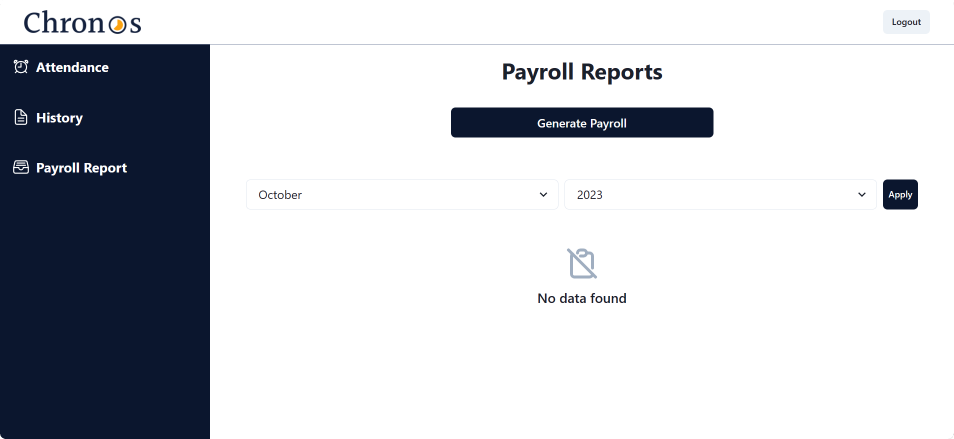 Chronos
Logout
Attendance
History
Payroll Report
Payroll Reports
Generate Payroll
October
2023
Apply
No data found